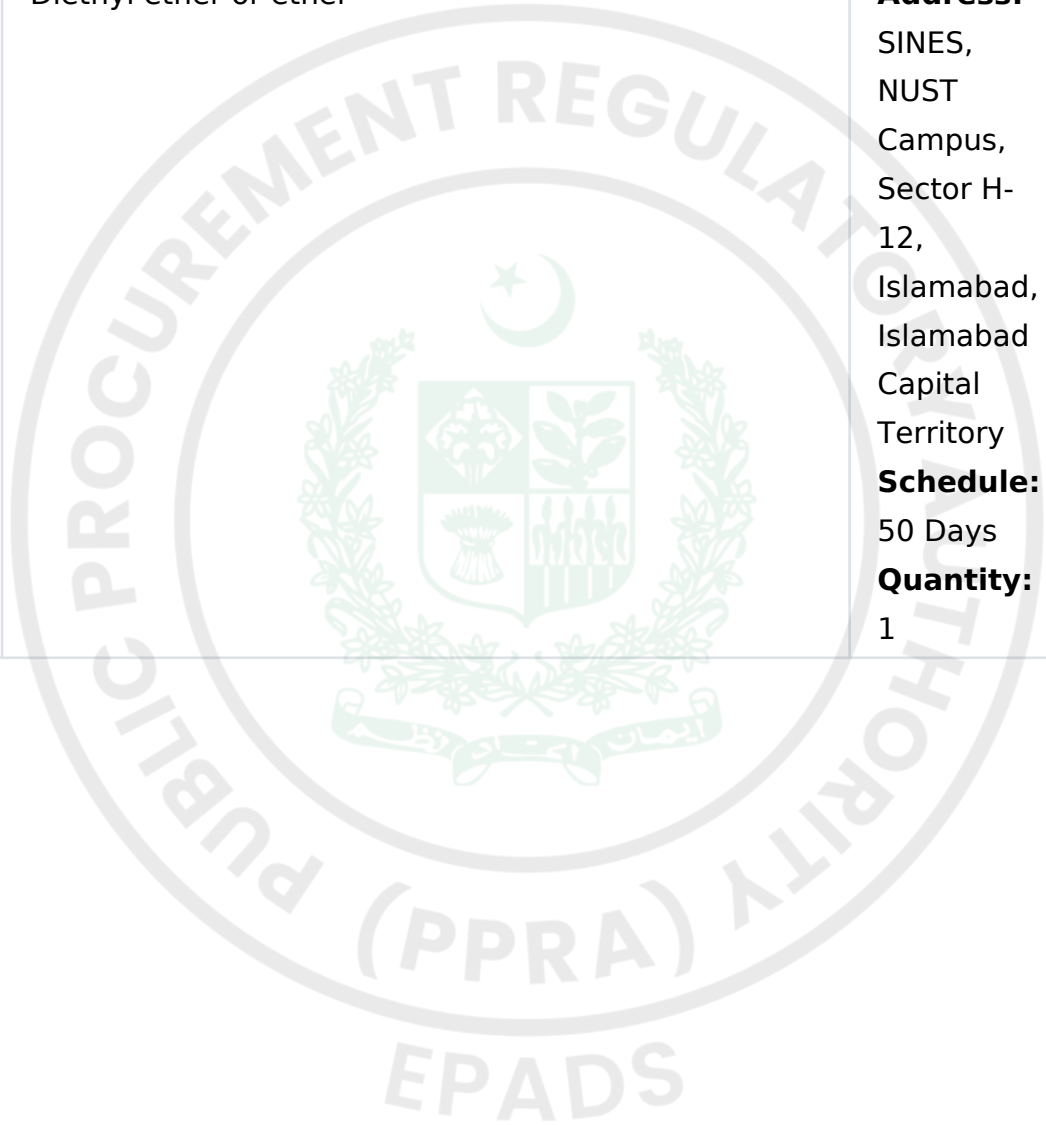 Diethyl ether or ether
Address:
SINES,
NUST
Campus,
Sector H-
12,
Islamabad,
Islamabad
Capital
Territory
Schedule:
50 Days
Quantity:
1
PUBLIC PROCUREMENT REGULATORY AUTHORITY
(PPRA)
EPADS